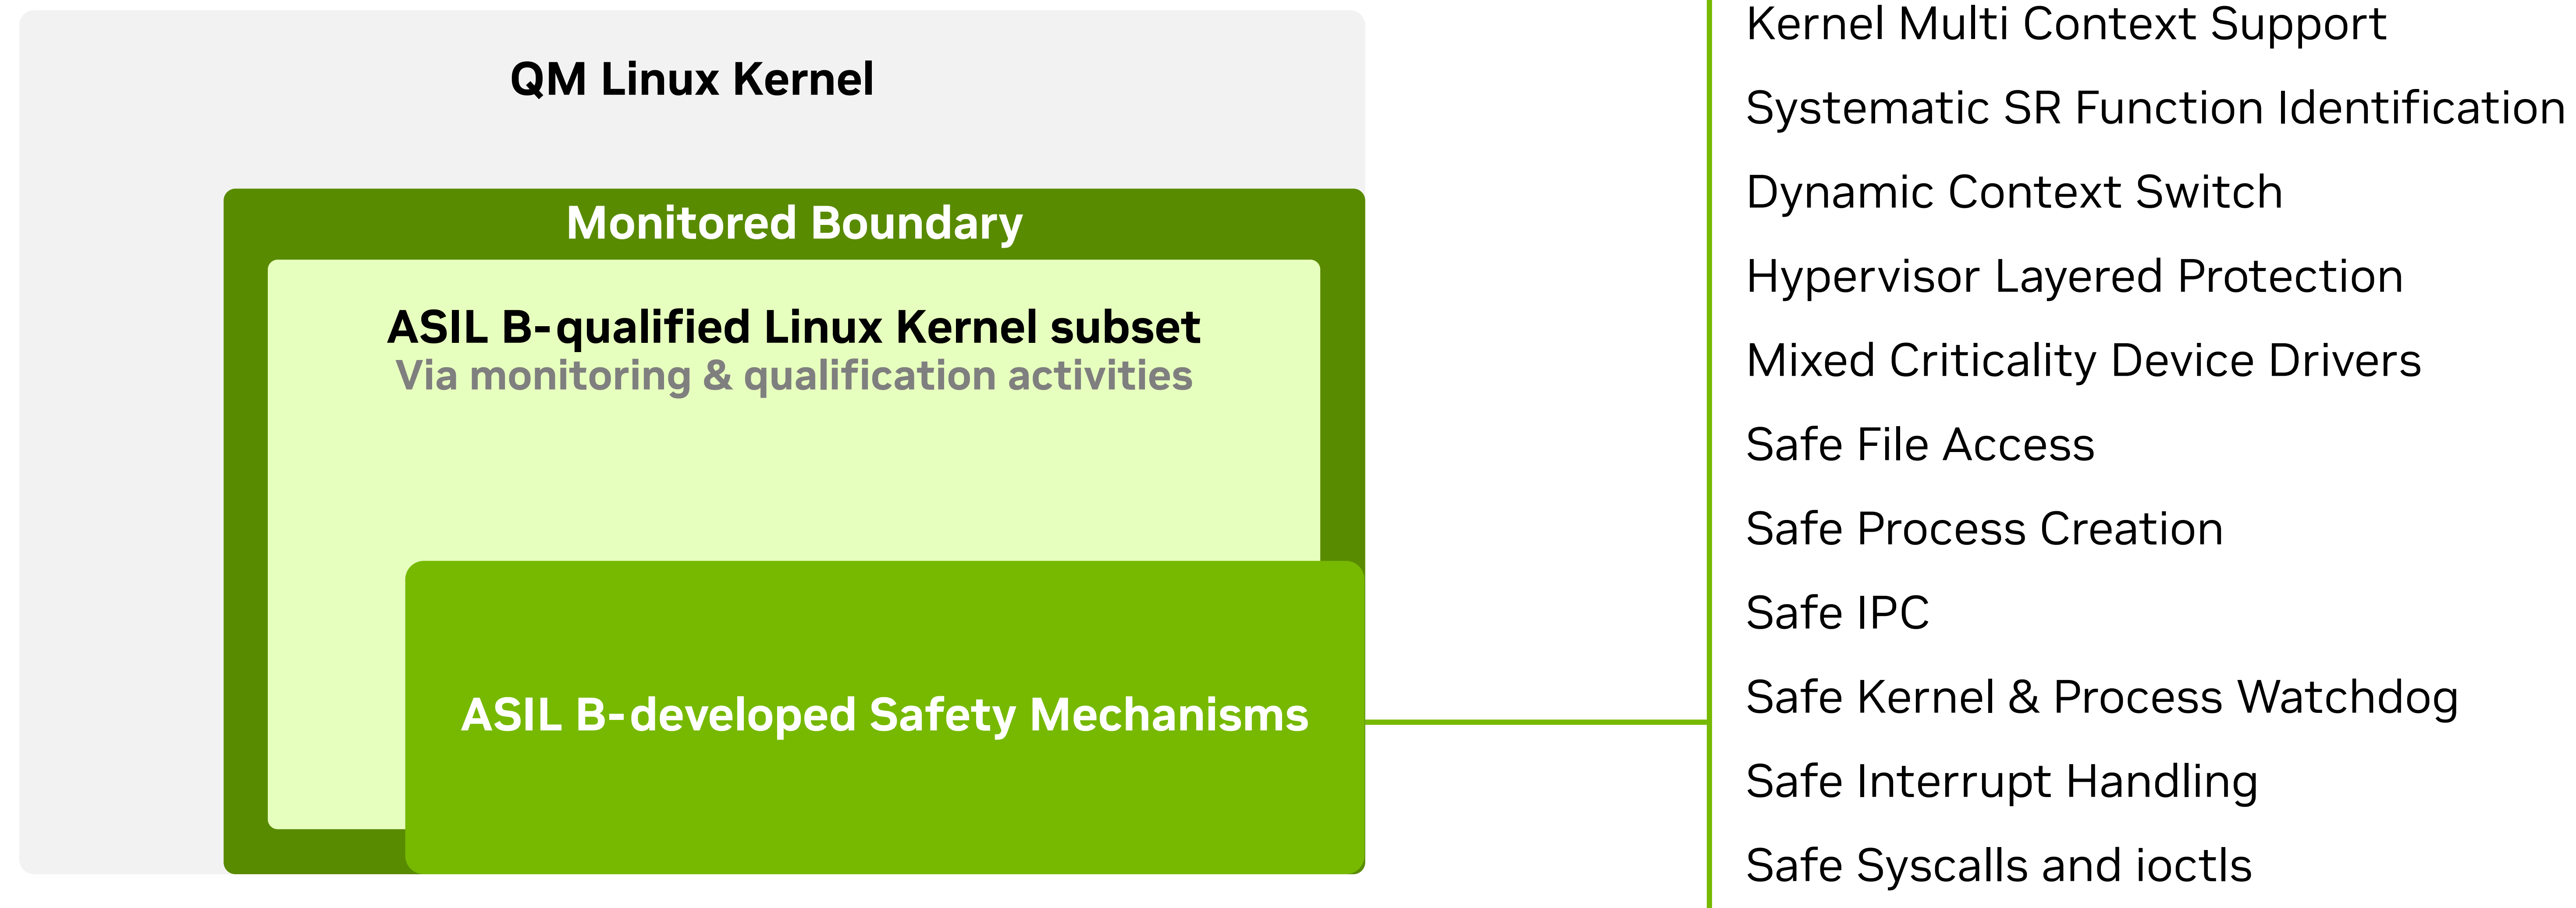 QM Linux Kernel
Monitored Boundary
ASIL B-qualified Linux Kernel subset
Via monitoring & qualification activities
ASIL B-developed Safety Mechanisms
Kernel Multi Context Support
Systematic SR Function Identification
Dynamic Context Switch
Hypervisor Layered Protection
Mixed Criticality Device Drivers
Safe File Access
Safe Process Creation
Safe IPC
Safe Kernel & Process Watchdog
Safe Interrupt Handling
Safe Syscalls and ioctls